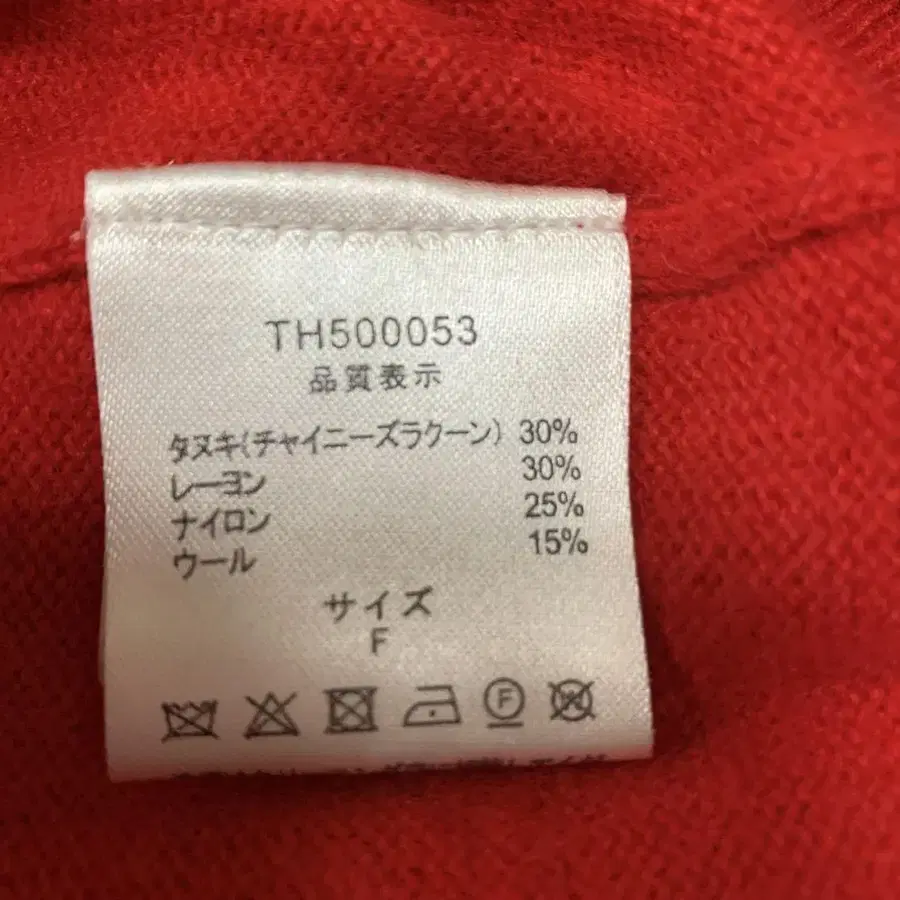 TH500053
品質表示
タヌキ(チャイニーズラクーン) 30%
レーヨン 30%
ナイロン 25%
ウール 15%
サイズ
F
F
W